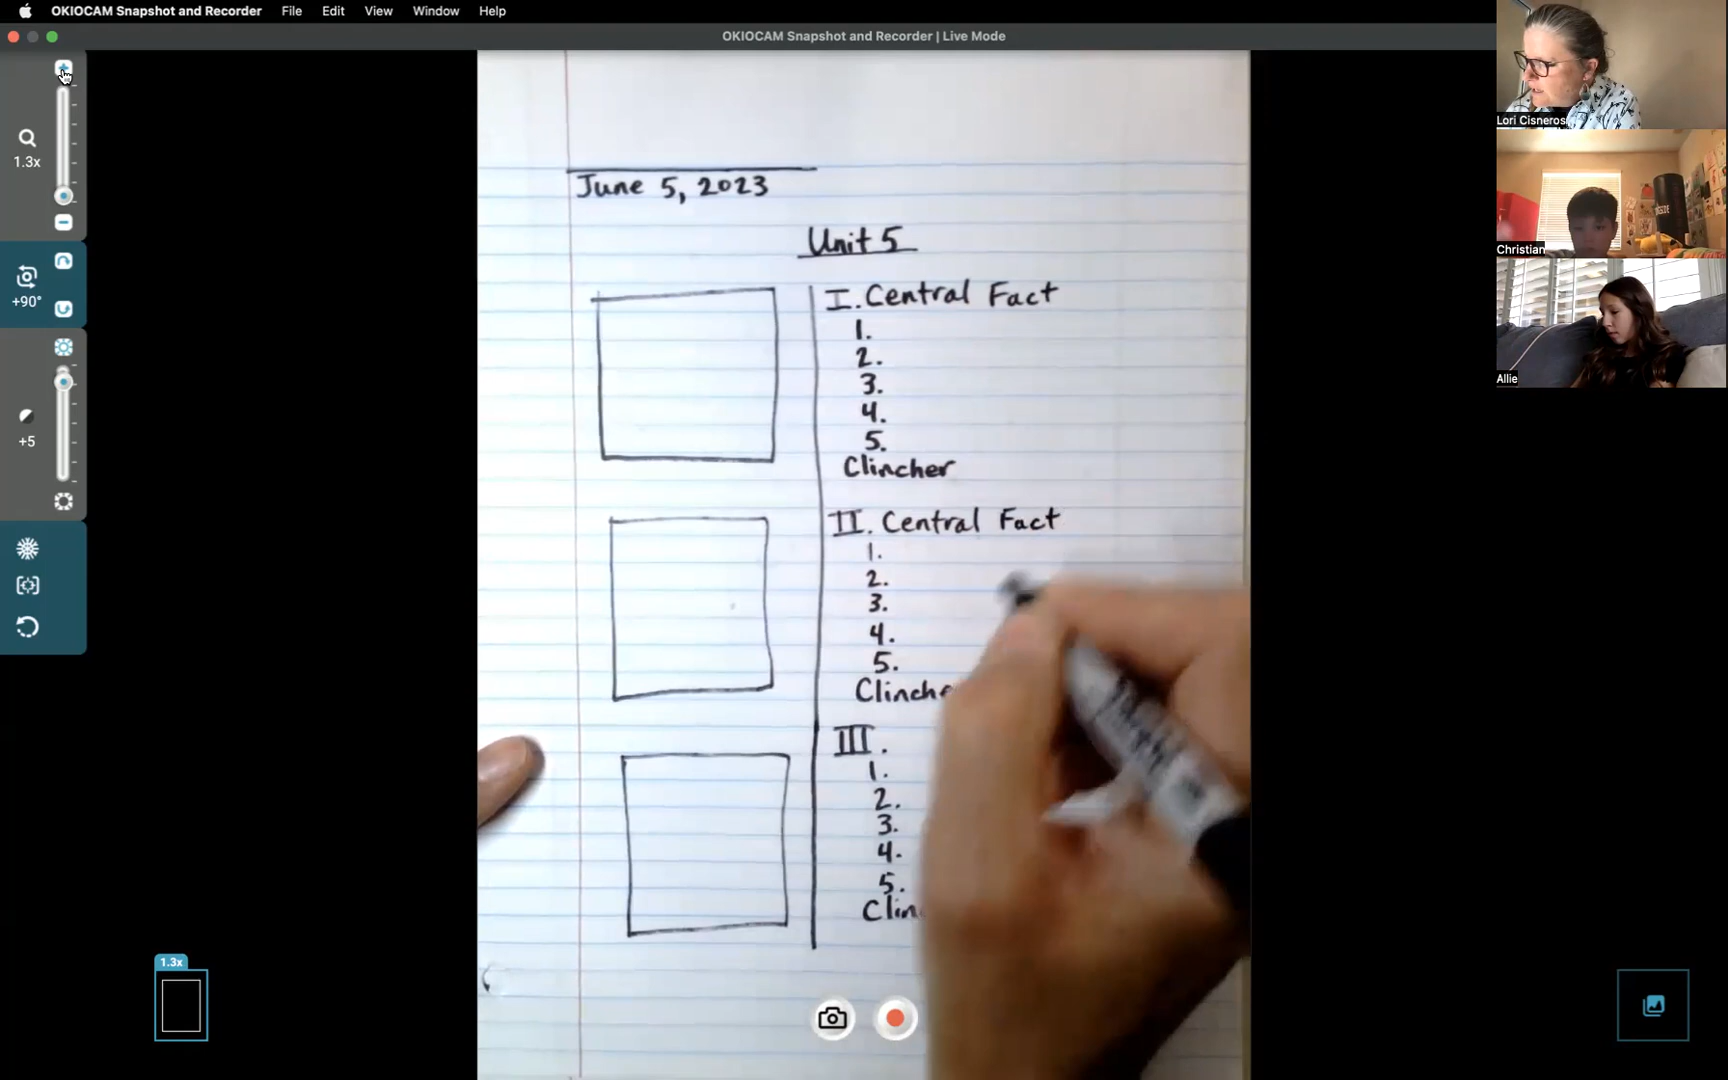 OKIOCAM Snapshot and Recorder File Edit View Window Help
OKIOCAM Snapshot and Recorder | Live Mode
1.3x
+90°
+5
1.3x
June 5, 2023
Unit 5
I. Central Fact
1.
2.
3.
4.
5.
Clincher
II. Central Fact
1.
2.
3.
4.
5.
Clinche
III.
1.
2.
3.
4.
5.
Clin
Lori Cisneros
Christian
Allie